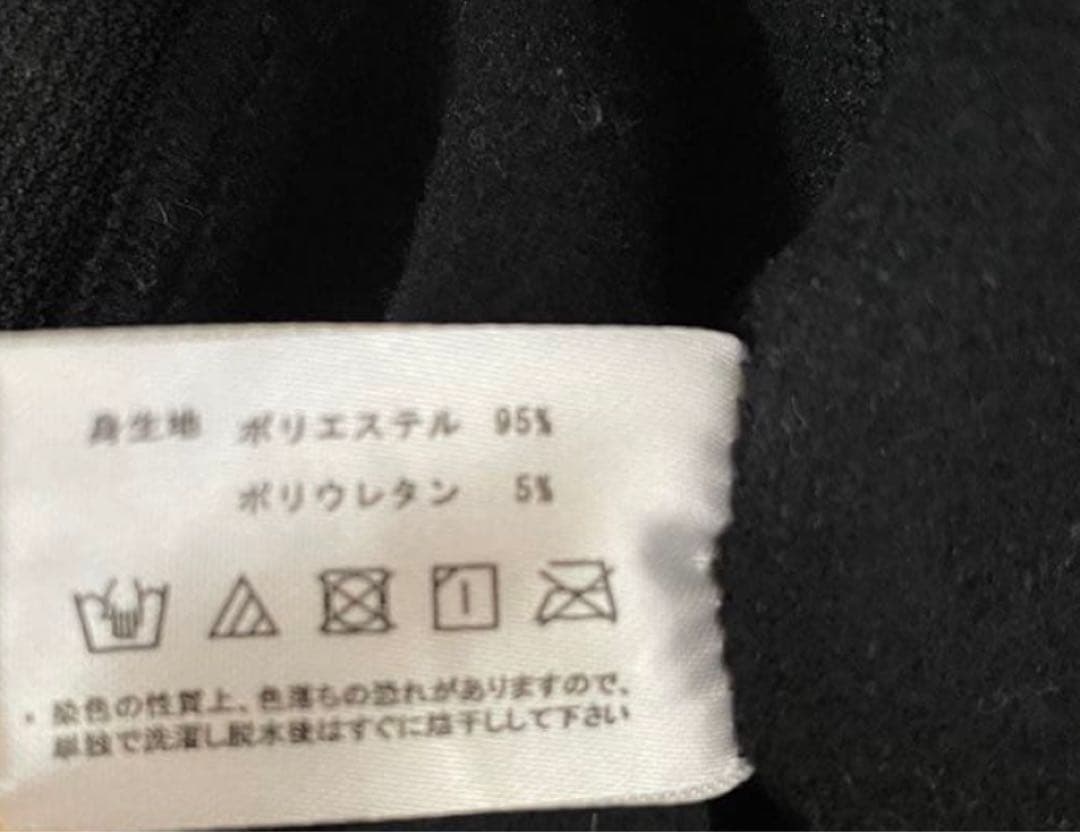 身生地 ポリエステル 95%
ポリウレタン 5%
・染色の性質上、色落ちの恐れがありますので、
単独で洗濯し脱水後はすぐに陰干しして下さい